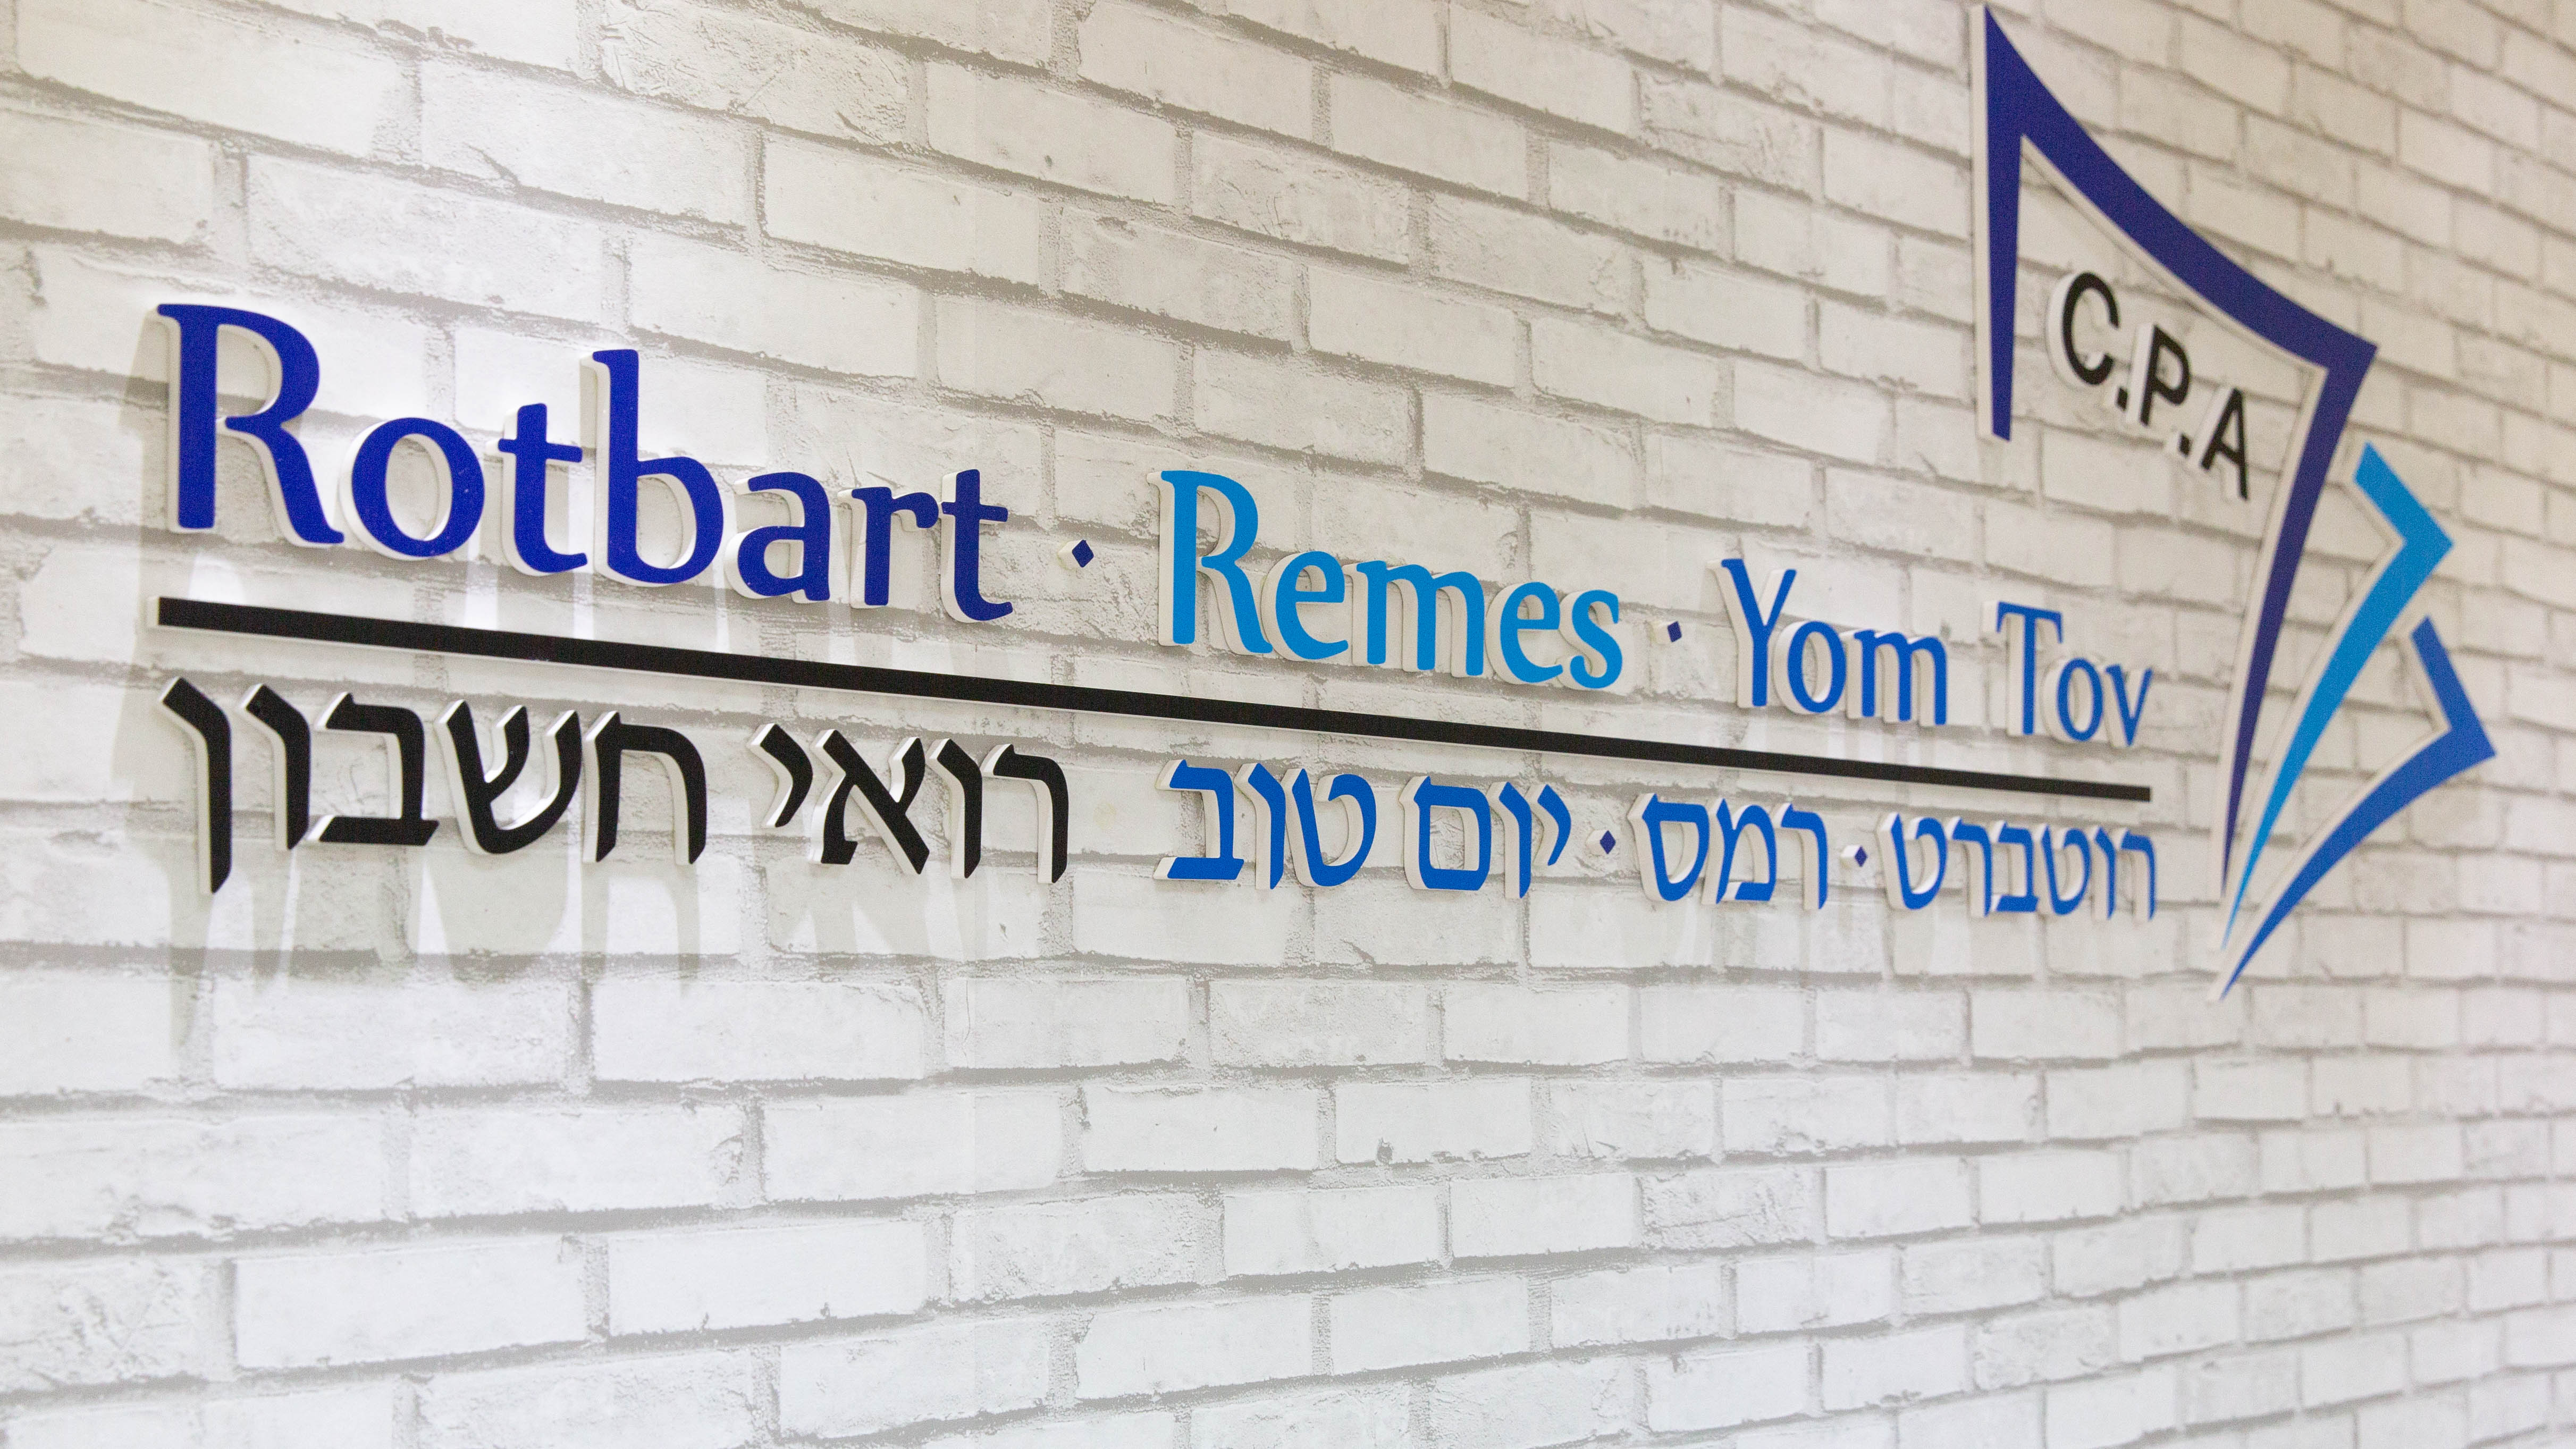 C.P.A
Rotbart · Remes · Yom Tov
רוטברט · רמס · יום טוב רואי חשבון